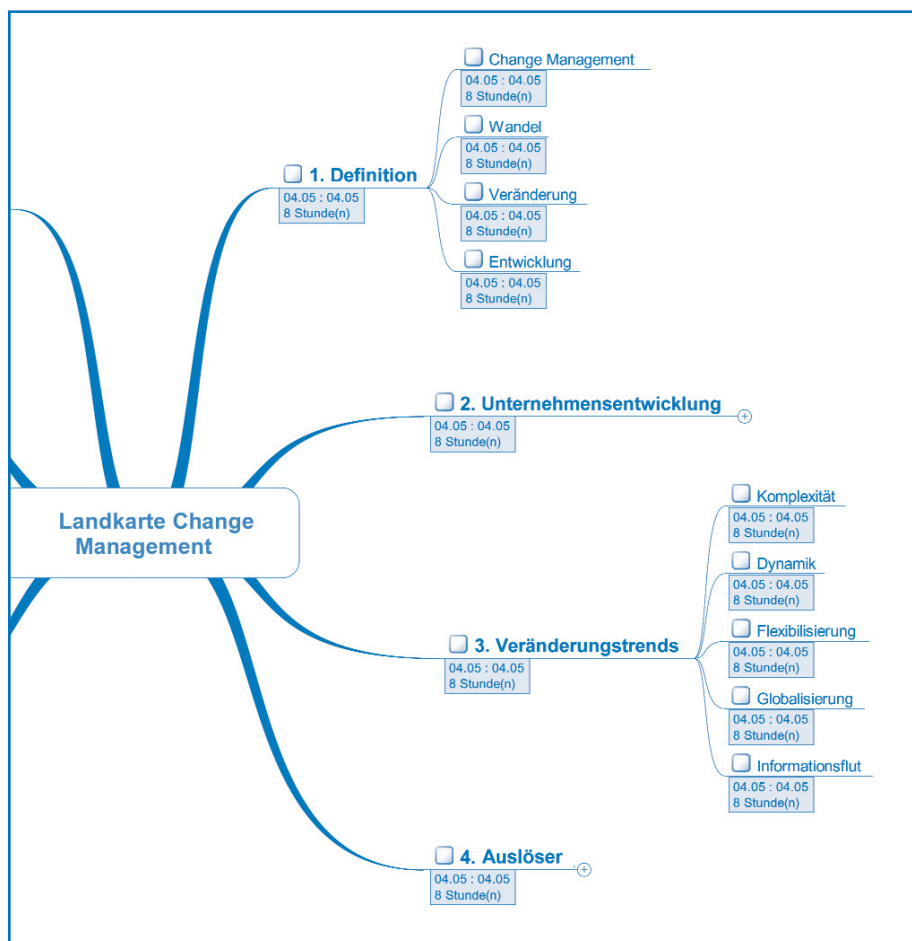 Landkarte Change
Management
1. Definition
04.05 : 04.05
8 Stunde(n)
Change Management
04.05 : 04.05
8 Stunde(n)
Wandel
04.05 : 04.05
8 Stunde(n)
Veränderung
04.05 : 04.05
8 Stunde(n)
Entwicklung
04.05 : 04.05
8 Stunde(n)
2. Unternehmensentwicklung
04.05 : 04.05
8 Stunde(n)
3. Veränderungstrends
04.05 : 04.05
8 Stunde(n)
Komplexität
04.05 : 04.05
8 Stunde(n)
Dynamik
04.05 : 04.05
8 Stunde(n)
Flexibilisierung
04.05 : 04.05
8 Stunde(n)
Globalisierung
04.05 : 04.05
8 Stunde(n)
Informationsflut
04.05 : 04.05
8 Stunde(n)
4. Auslöser
04.05 : 04.05
8 Stunde(n)